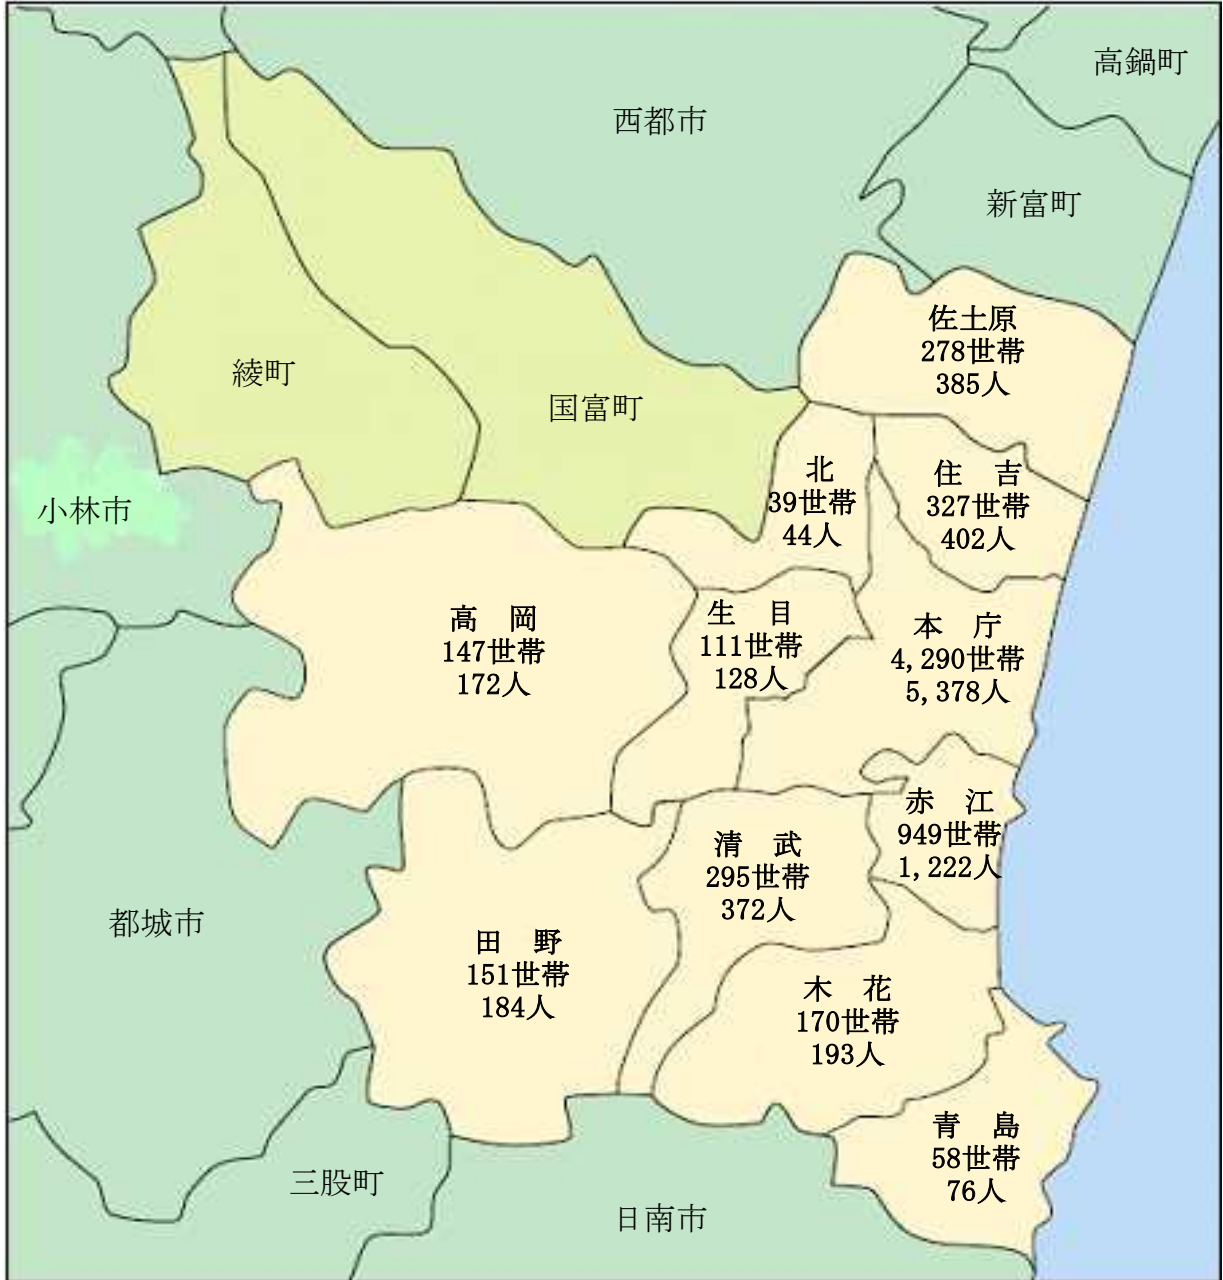 高鍋町
西都市
新富町
佐土原
278世帯
385人
綾町
国富町
北
39世帯
44人
住　吉
327世帯
402人
小林市
高　岡
147世帯
172人
生　目
111世帯
128人
本　庁
4,290世帯
5,378人
赤　江
949世帯
1,222人
清　武
295世帯
372人
都城市
田　野
151世帯
184人
木　花
170世帯
193人
青　島
58世帯
76人
三股町
日南市